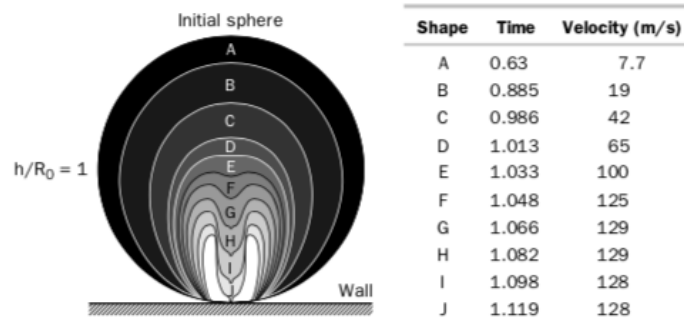 Initial sphere
A
B
C
D
E
F
G
H
I
J
h/R₀ = 1
Wall
Shape Time Velocity (m/s)
A 0.63 7.7
B 0.885 19
C 0.986 42
D 1.013 65
E 1.033 100
F 1.048 125
G 1.066 129
H 1.082 129
I 1.098 128
J 1.119 128